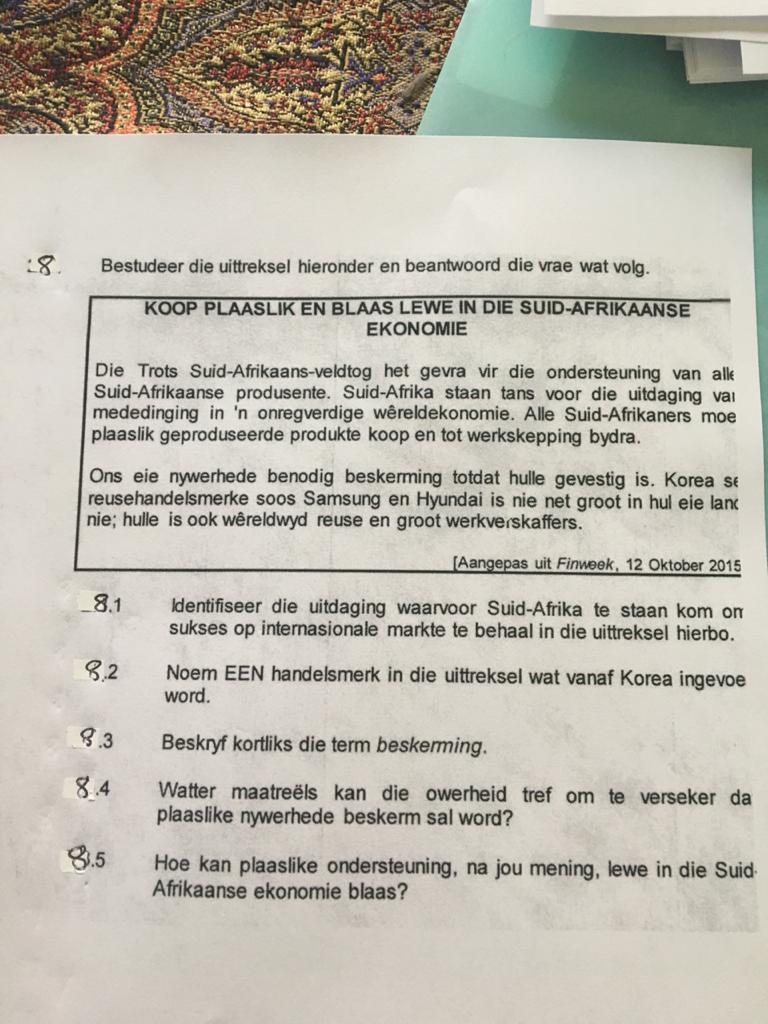 8. Bestudeer die uittreksel hieronder en beantwoord die vrae wat volg.
KOOP PLAASLIK EN BLAAS LEWE IN DIE SUID-AFRIKAANSE
EKONOMIE
Die Trots Suid-Afrikaans-veldtog het gevra vir die ondersteuning van alle
Suid-Afrikaanse produsente. Suid-Afrika staan tans voor die uitdaging van
mededinging in 'n onregverdige wêreldekonomie. Alle Suid-Afrikaners moe
plaaslik geproduseerde produkte koop en tot werkskepping bydra.
Ons eie nywerhede benodig beskerming totdat hulle gevestig is. Korea se
reusehandelsmerke soos Samsung en Hyundai is nie net groot in hul eie land
nie; hulle is ook wêreldwyd reuse en groot werkverskaffers.
[Aangepas uit Finweek, 12 Oktober 2015
8.1 Identifiseer die uitdaging waarvoor Suid-Afrika te staan kom om
sukses op internasionale markte te behaal in die uittreksel hierbo.
8.2 Noem EEN handelsmerk in die uittreksel wat vanaf Korea ingevoe
word.
8.3 Beskryf kortliks die term beskerming.
8.4 Watter maatreëls kan die owerheid tref om te verseker da
plaaslike nywerhede beskerm sal word?
8.5 Hoe kan plaaslike ondersteuning, na jou mening, lewe in die Suid-
Afrikaanse ekonomie blaas?